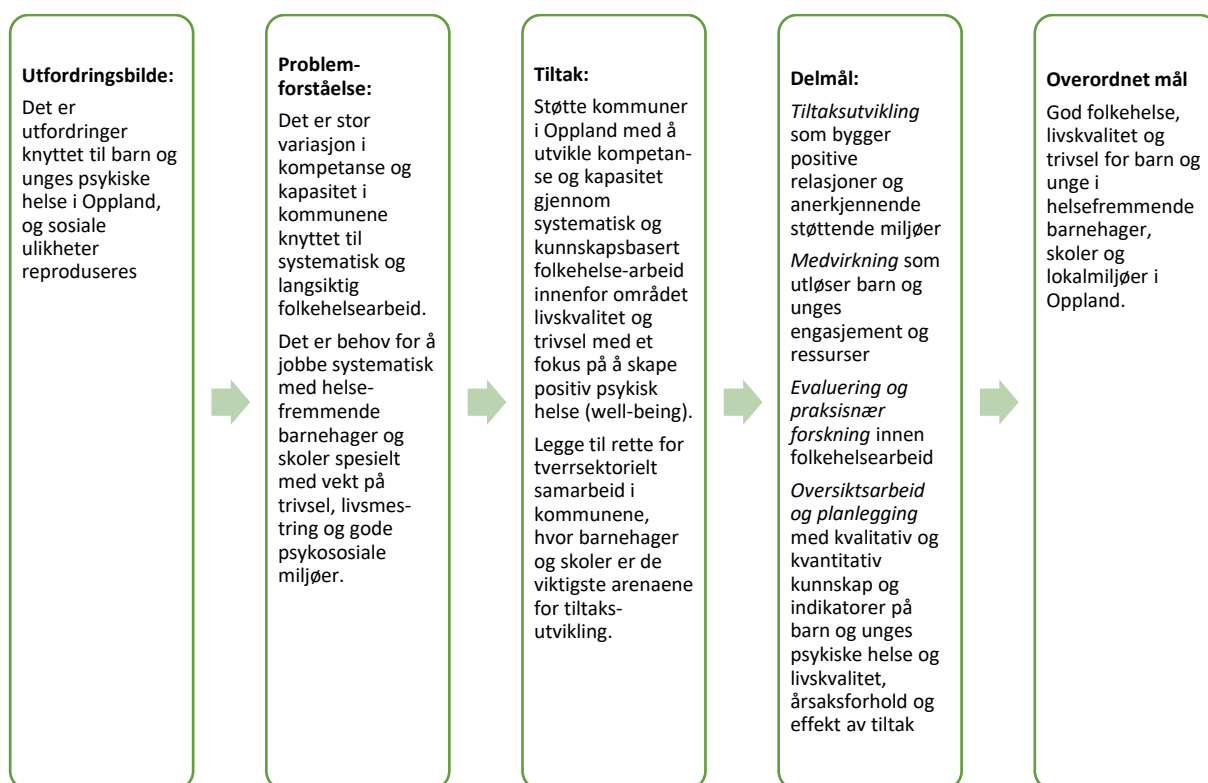 Utfordringsbilde:
Det er
utfordringer
knyttet til barn og
unges psykiske
helse i Oppland,
og sosiale
ulikheter
reproduseres
Problem-
forståelse:
Det er stor
variasjon i
kompetanse og
kapasitet i
kommunene
knyttet til
systematisk og
langsiktig
folkehelsearbeid.
Det er behov for å
jobbe systematisk
med helse-
fremmende
barnehager og
skoler spesielt
med vekt på
trivsel, livsmes-
tring og gode
psykososiale
miljøer.
Tiltak:
Støtte kommuner
i Oppland med å
utvikle kompetan-
se og kapasitet
gjennom
systematisk og
kunnskapsbasert
folkehelse-arbeid
innenfor området
livskvalitet og
trivsel med et
fokus på å skape
positiv psykisk
helse (well-being).
Legge til rette for
tverrsektorielt
samarbeid i
kommunene,
hvor barnehager
og skoler er de
viktigste arenaene
for tiltaks-
utvikling.
Delmål:
Tiltaksutvikling
som bygger
positive
relasjoner og
anerkjennende
støttende miljøer
Medvirkning som
utløser barn og
unges
engasjement og
ressurser
Evaluering og
praksisnær
forskning innen
folkehelsearbeid
Oversiktsarbeid
og planlegging
med kvalitativ og
kvantitativ
kunnskap og
indikatorer på
barn og unges
psykiske helse og
livskvalitet,
årsaksforhold og
effekt av tiltak
Overordnet mål
God folkehelse,
livskvalitet og
trivsel for barn og
unge i
helsefremmende
barnehager,
skoler og
lokalmiljøer i
Oppland.